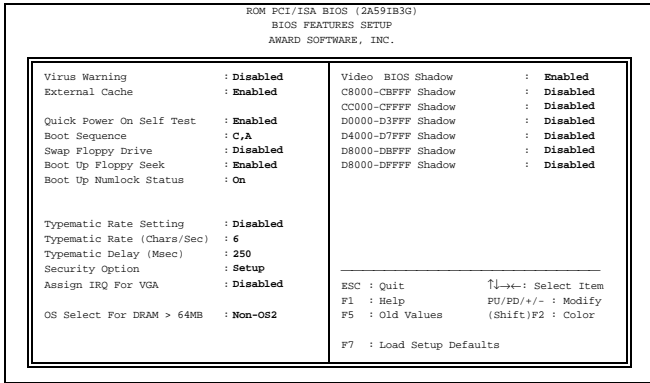 ROM PCI/ISA BIOS (2A59IB3G)
BIOS FEATURES SETUP
AWARD SOFTWARE, INC.
Virus Warning : Disabled
External Cache : Enabled
Quick Power On Self Test : Enabled
Boot Sequence : C,A
Swap Floppy Drive : Disabled
Boot Up Floppy Seek : Enabled
Boot Up Numlock Status : On
Typematic Rate Setting : Disabled
Typematic Rate (Chars/Sec) : 6
Typematic Delay (Msec) : 250
Security Option : Setup
Assign IRQ For VGA : Disabled
OS Select For DRAM > 64MB : Non-OS2
Video BIOS Shadow : Enabled
C8000-CBFFF Shadow : Disabled
CC000-CFFFF Shadow : Disabled
D0000-D3FFF Shadow : Disabled
D4000-D7FFF Shadow : Disabled
D8000-DBFFF Shadow : Disabled
D8000-DFFFF Shadow : Disabled
ESC : Quit ↑↓→←: Select Item
F1 : Help PU/PD/+/- : Modify
F5 : Old Values (Shift)F2 : Color
F7 : Load Setup Defaults